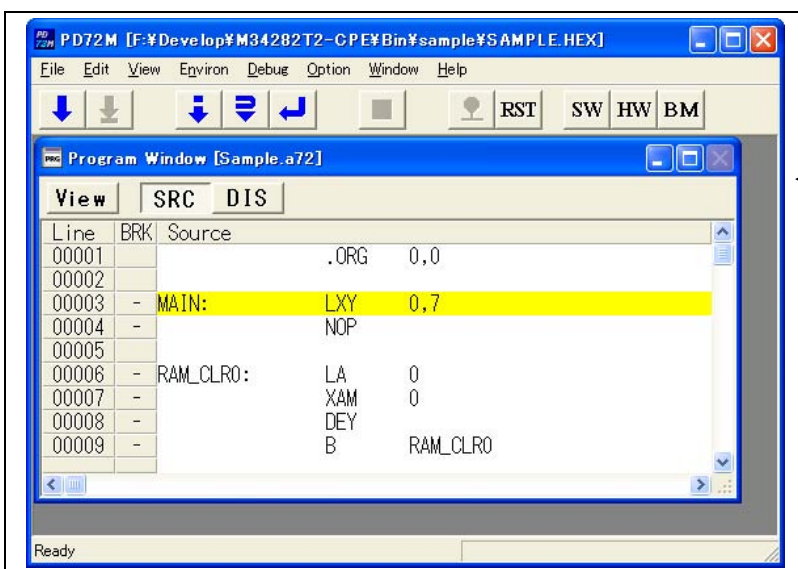 PD72M [F:¥Develop¥M34282T2-CPE¥Bin¥sample¥SAMPLE.HEX]
File Edit View Environ Debug Option Window Help
RST SW HW BM
PRG Program Window [Sample.a72]
View SRC DIS
Line BRK Source
00001 .ORG 0,0
00002
00003 - MAIN: LXY 0,7
00004 - NOP
00005
00006 - RAM_CLR0: LA 0
00007 - XAM 0
00008 - DEY
00009 - B RAM_CLR0
Ready